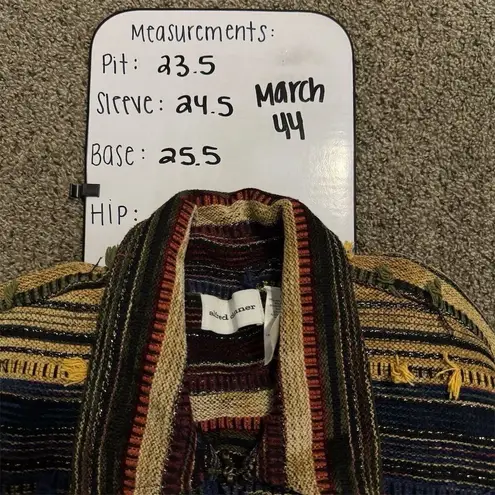 Measurements:
Pit: 23.5
Sleeve: 24.5
March
44
Base: 25.5
Hip: